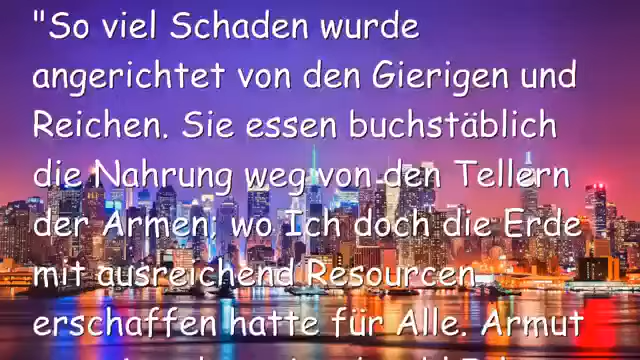 "So viel Schaden wurde
angerichtet von den Gierigen und
Reichen. Sie essen buchstäblich
die Nahrung weg von den Tellern
der Armen, wo Ich doch die Erde
mit ausreichend Resourcen
erschaffen hatte für Alle. Armut